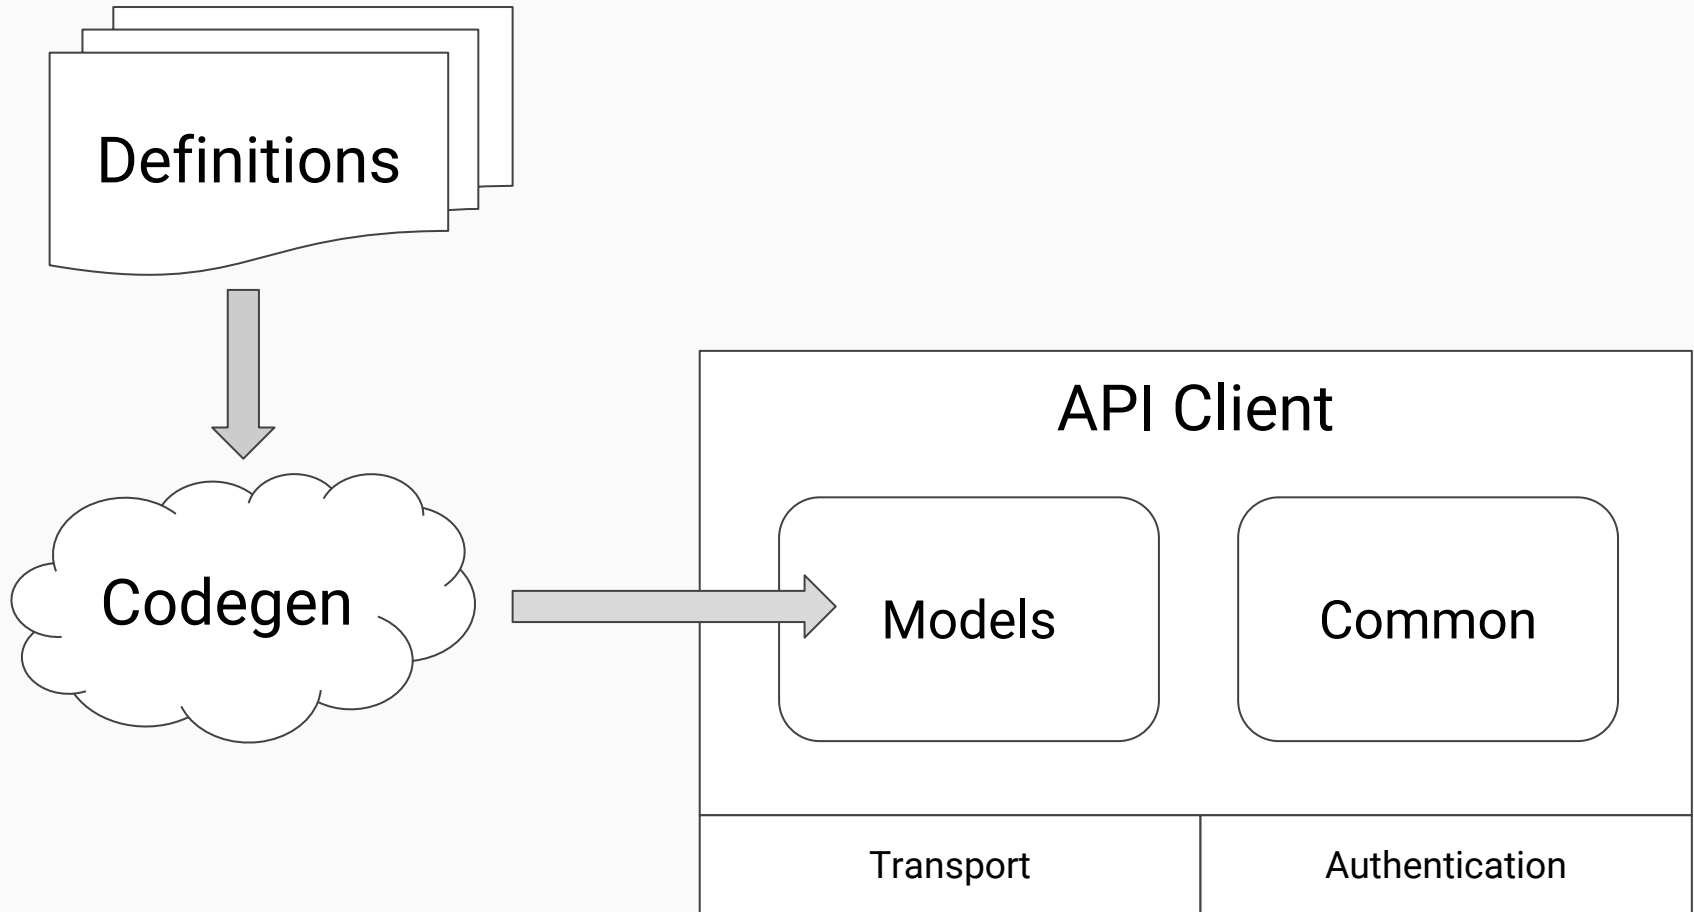 Definitions
API Client
Codegen
Models
Common
Transport
Authentication